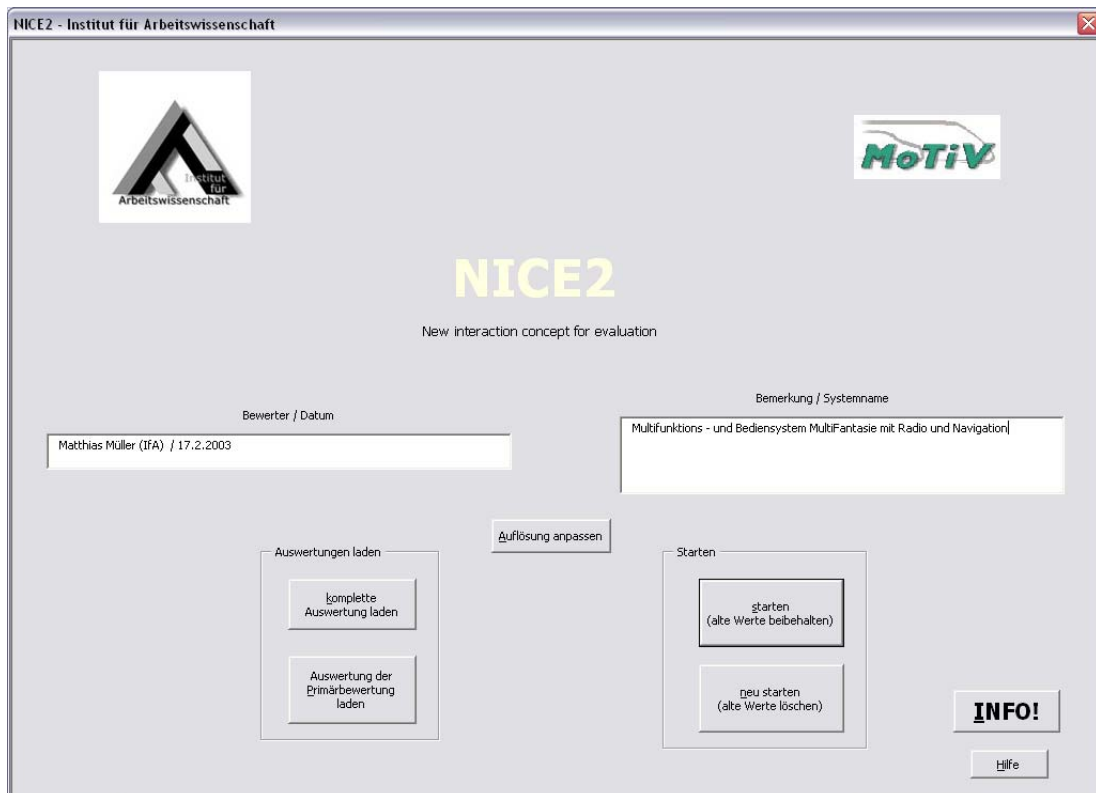 NICE2 - Institut für Arbeitswissenschaft
Institut
für
Arbeitswissenschaft
MoTiV
NICE2
New interaction concept for evaluation
Bewerter / Datum
Matthias Müller (IfA) / 17.2.2003
Bemerkung / Systemname
Multifunktions - und Bediensystem MultiFantasie mit Radio und Navigation
Auflösung anpassen
Auswertungen laden
komplette
Auswertung laden
Auswertung der
Primärbewertung
laden
Starten
starten
(alte Werte beibehalten)
neu starten
(alte Werte löschen)
INFO!
Hilfe